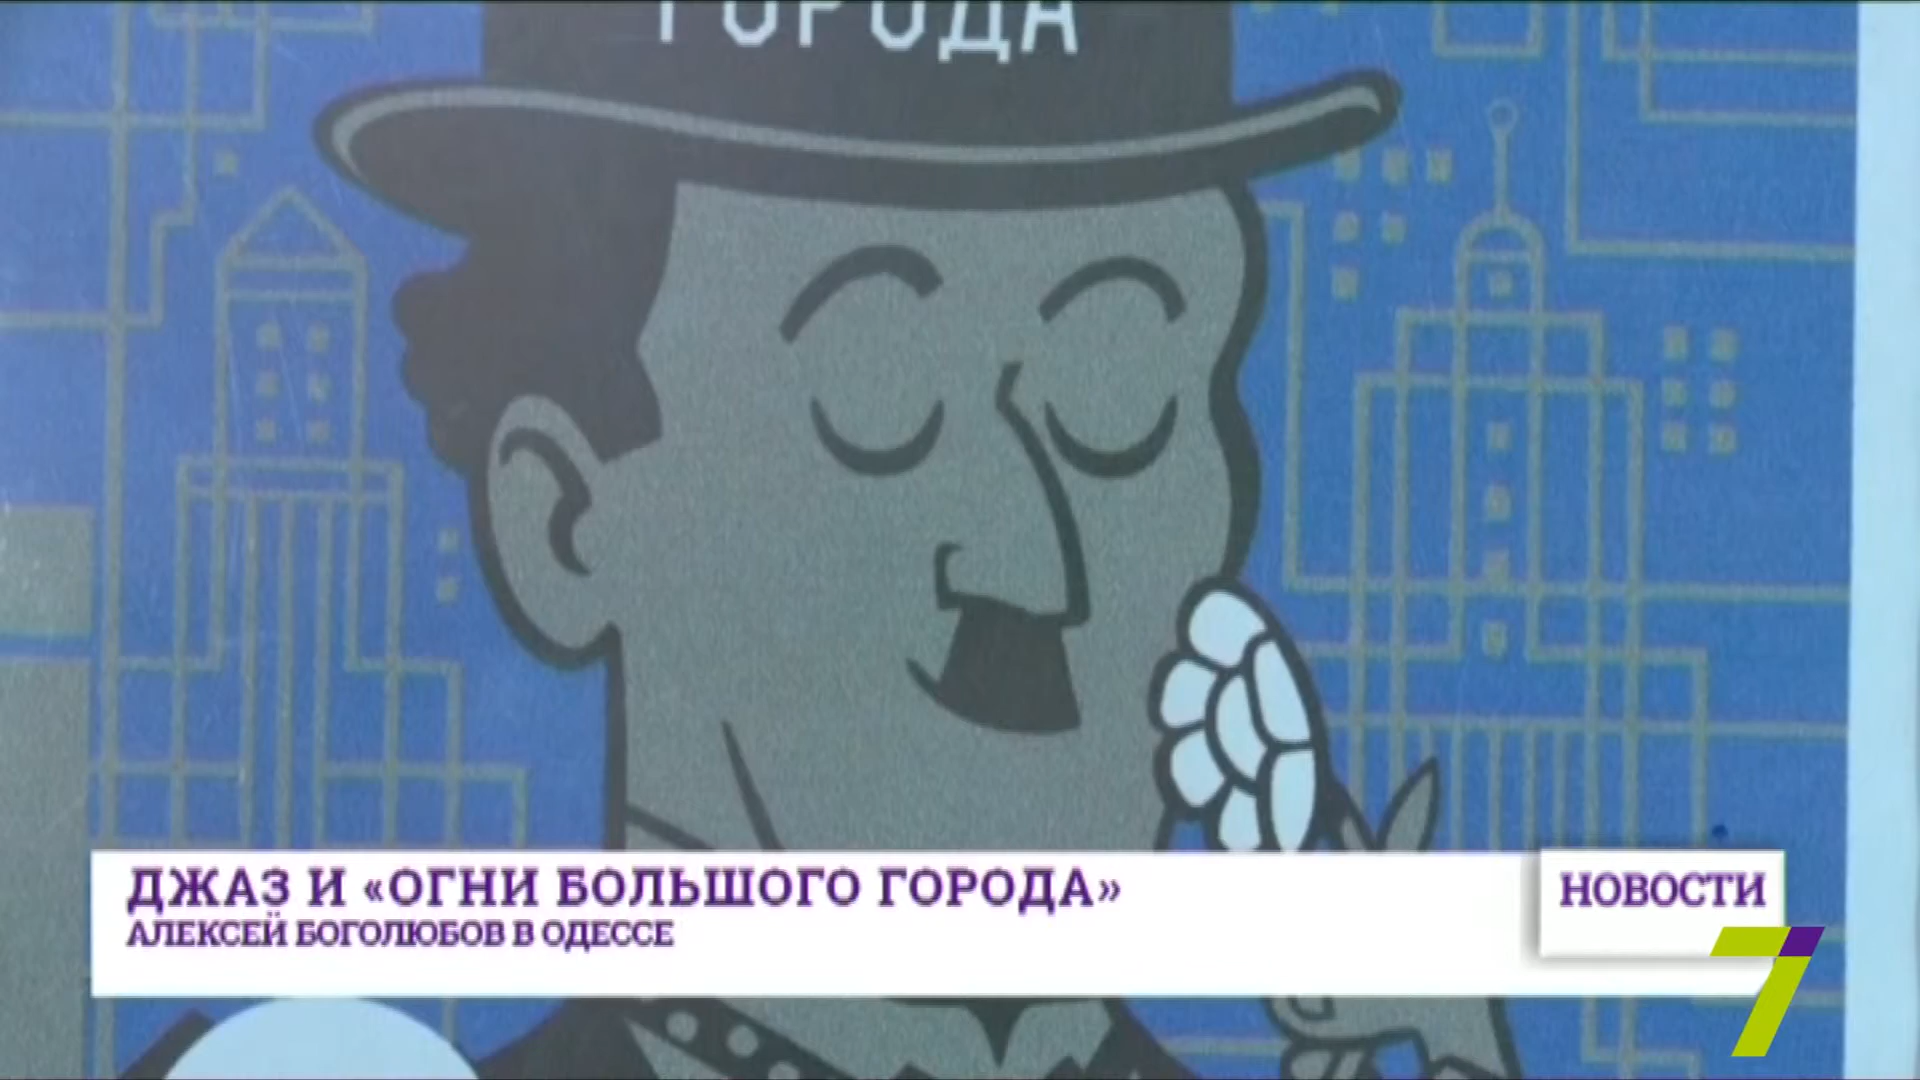 ГОРОДА
ДЖАЗ И «ОГНИ БОЛЬШОГО ГОРОДА»
АЛЕКСЕЙ БОГОЛЮБОВ В ОДЕССЕ
НОВОСТИ
7